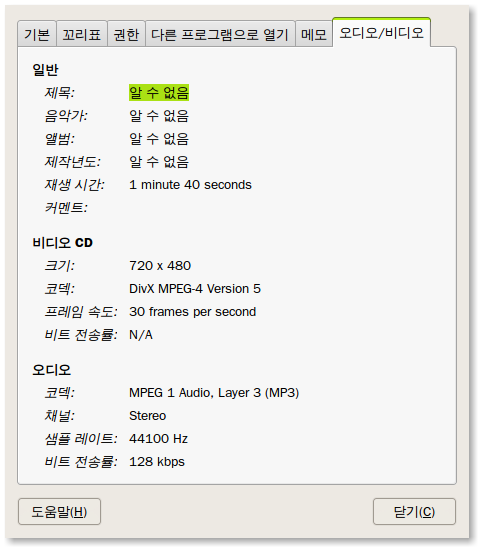 기본 꼬리표 권한 다른 프로그램으로 열기 메모 오디오/비디오
일반
제목: 알 수 없음
음악가: 알 수 없음
앨범: 알 수 없음
제작년도: 알 수 없음
재생 시간: 1 minute 40 seconds
커멘트:
비디오 CD
크기: 720 x 480
코덱: DivX MPEG-4 Version 5
프레임 속도: 30 frames per second
비트 전송률: N/A
오디오
코덱: MPEG 1 Audio, Layer 3 (MP3)
채널: Stereo
샘플 레이트: 44100 Hz
비트 전송률: 128 kbps
도움말(H) 닫기(C)